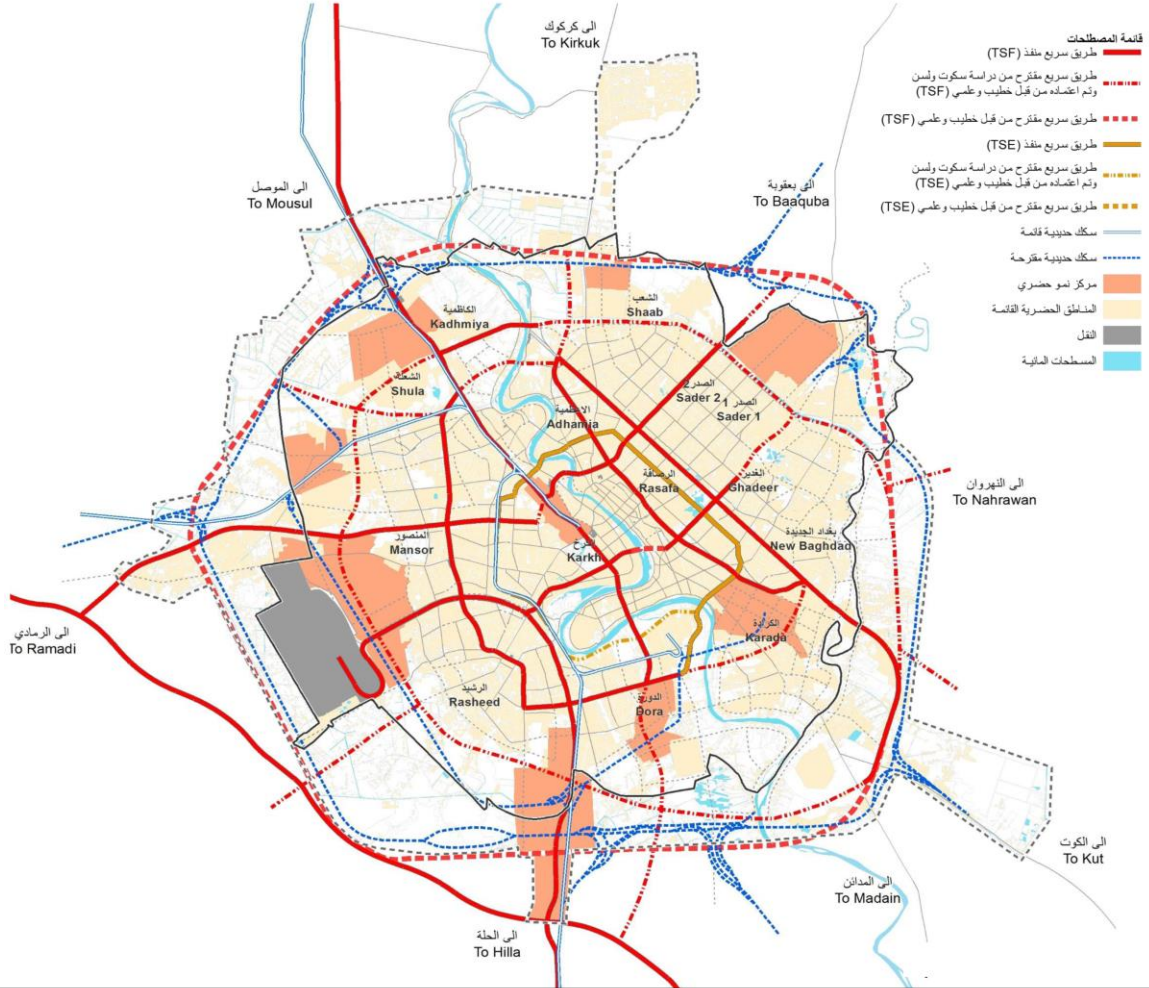 الى كركوك
To Kirkuk
قائمة المصطلحات
طريق سريع منفذ (TSF)
طريق سريع مقترح من دراسة سكوت ولسن
وتم اعتماده من قبل خطيب وعلمي (TSF)
طريق سريع مقترح من قبل خطيب وعلمي (TSF)
طريق سريع منفذ (TSE)
طريق سريع مقترح من دراسة سكوت ولسن
وتم اعتماده من قبل خطيب وعلمي (TSE)
طريق سريع مقترح من قبل خطيب وعلمي (TSE)
سكك حديدية قائمة
سكك حديدية مقترحة
مركز نمو حضري
المناطق الحضرية القائمة
النقل
المسطحات المائية
الى الموصل
To Mousul
الى بعقوبة
To Baaquba
الكاظمية
Kadhmiya
الشعب
Shaab
الشعلة
Shula
الصدر 2
Sader 2
الصدر 1
Sader 1
الاعظمية
Adhamia
الرصافة
Rasafa
الغدير
Ghadeer
الى النهروان
To Nahrawan
المنصور
Mansor
الكرخ
Karkh
بغداد الجديدة
New Baghdad
الى الرمادي
To Ramadi
الكرادة
Karada
الرشيد
Rasheed
الدورة
Dora
الى الكوت
To Kut
الى المدائن
To Madain
الى الحلة
To Hilla